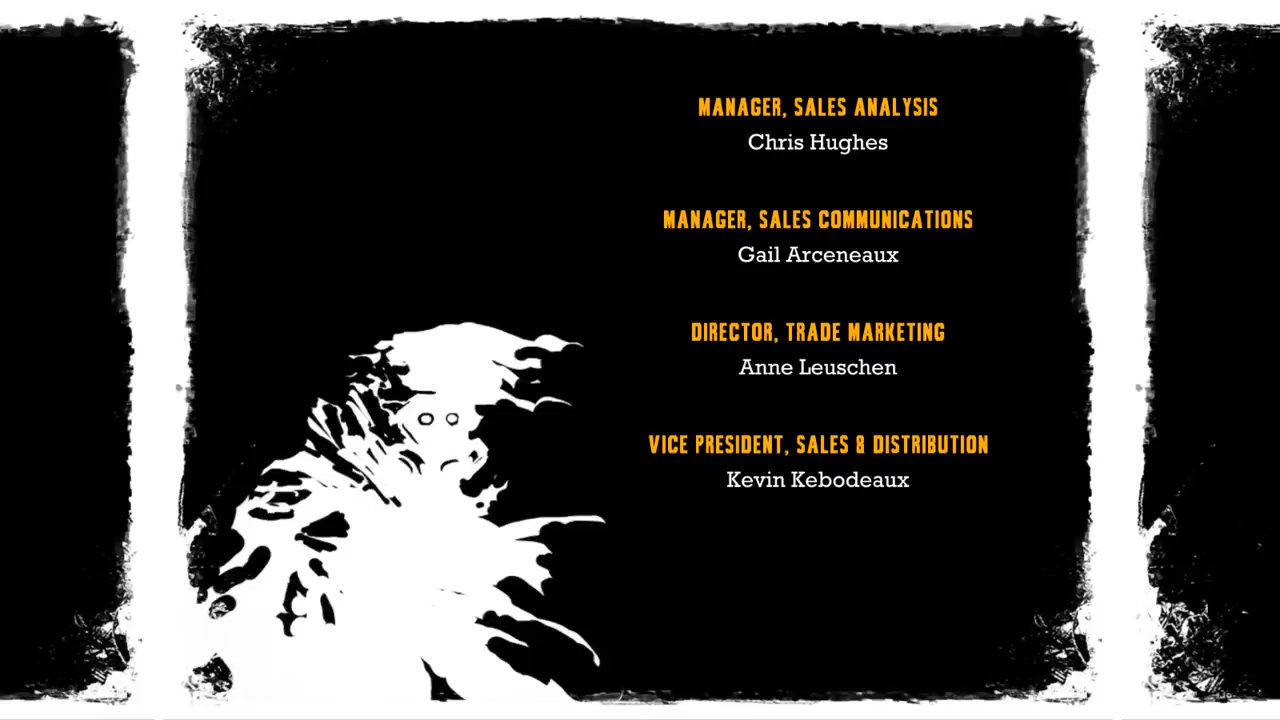 MANAGER, SALES ANALYSIS
Chris Hughes
MANAGER, SALES COMMUNICATIONS
Gail Arceneaux
DIRECTOR, TRADE MARKETING
Anne Leuschen
VICE PRESIDENT, SALES & DISTRIBUTION
Kevin Kebodeaux